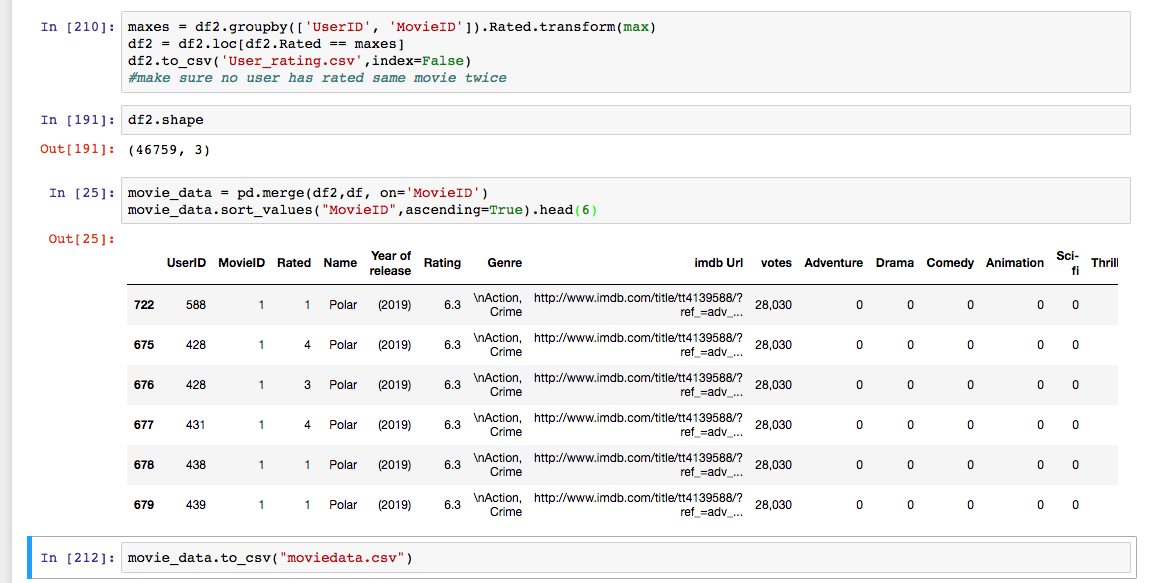 In [210]: maxes = df2.groupby(['UserID', 'MovieID']).Rated.transform(max)
df2 = df2.loc[df2.Rated == maxes]
df2.to_csv('User_rating.csv',index=False)
#make sure no user has rated same movie twice
In [191]: df2.shape
Out[191]: (46759, 3)
In [25]: movie_data = pd.merge(df2,df, on='MovieID')
movie_data.sort_values("MovieID",ascending=True).head(6)
Out[25]:
UserID MovieID Rated Name Year of release Rating Genre imdb Url votes Adventure Drama Comedy Animation Sci-fi Thrill
722 588 1 1 Polar (2019) 6.3 \nAction, Crime http://www.imdb.com/title/tt4139588/?ref_=adv_... 28,030 0 0 0 0 0
675 428 1 4 Polar (2019) 6.3 \nAction, Crime http://www.imdb.com/title/tt4139588/?ref_=adv_... 28,030 0 0 0 0 0
676 428 1 3 Polar (2019) 6.3 \nAction, Crime http://www.imdb.com/title/tt4139588/?ref_=adv_... 28,030 0 0 0 0 0
677 431 1 4 Polar (2019) 6.3 \nAction, Crime http://www.imdb.com/title/tt4139588/?ref_=adv_... 28,030 0 0 0 0 0
678 438 1 1 Polar (2019) 6.3 \nAction, Crime http://www.imdb.com/title/tt4139588/?ref_=adv_... 28,030 0 0 0 0 0
679 439 1 1 Polar (2019) 6.3 \nAction, Crime http://www.imdb.com/title/tt4139588/?ref_=adv_... 28,030 0 0 0 0 0
In [212]: movie_data.to_csv("moviedata.csv")